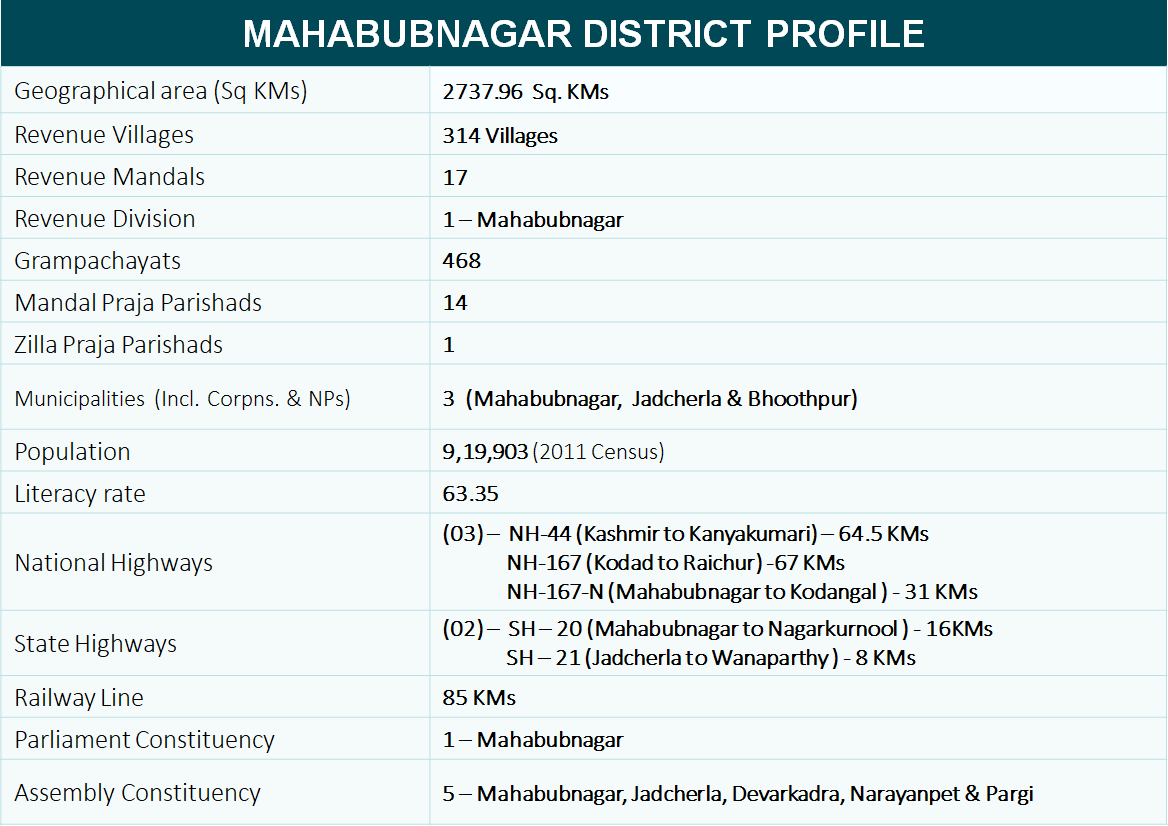 MAHABUBNAGAR DISTRICT PROFILE
Geographical area (Sq KMs) 2737.96 Sq. KMs
Revenue Villages 314 Villages
Revenue Mandals 17
Revenue Division 1 – Mahabubnagar
Grampachayats 468
Mandal Praja Parishads 14
Zilla Praja Parishads 1
Municipalities (Incl. Corpns. & NPs) 3 (Mahabubnagar, Jadcherla & Bhoothpur)
Population 9,19,903 (2011 Census)
Literacy rate 63.35
National Highways (03) – NH-44 (Kashmir to Kanyakumari) – 64.5 KMs
NH-167 (Kodad to Raichur) -67 KMs
NH-167-N (Mahabubnagar to Kodangal ) - 31 KMs
State Highways (02) – SH – 20 (Mahabubnagar to Nagarkurnool ) - 16KMs
SH – 21 (Jadcherla to Wanaparthy ) - 8 KMs
Railway Line 85 KMs
Parliament Constituency 1 – Mahabubnagar
Assembly Constituency 5 – Mahabubnagar, Jadcherla, Devarkadra, Narayanpet & Pargi